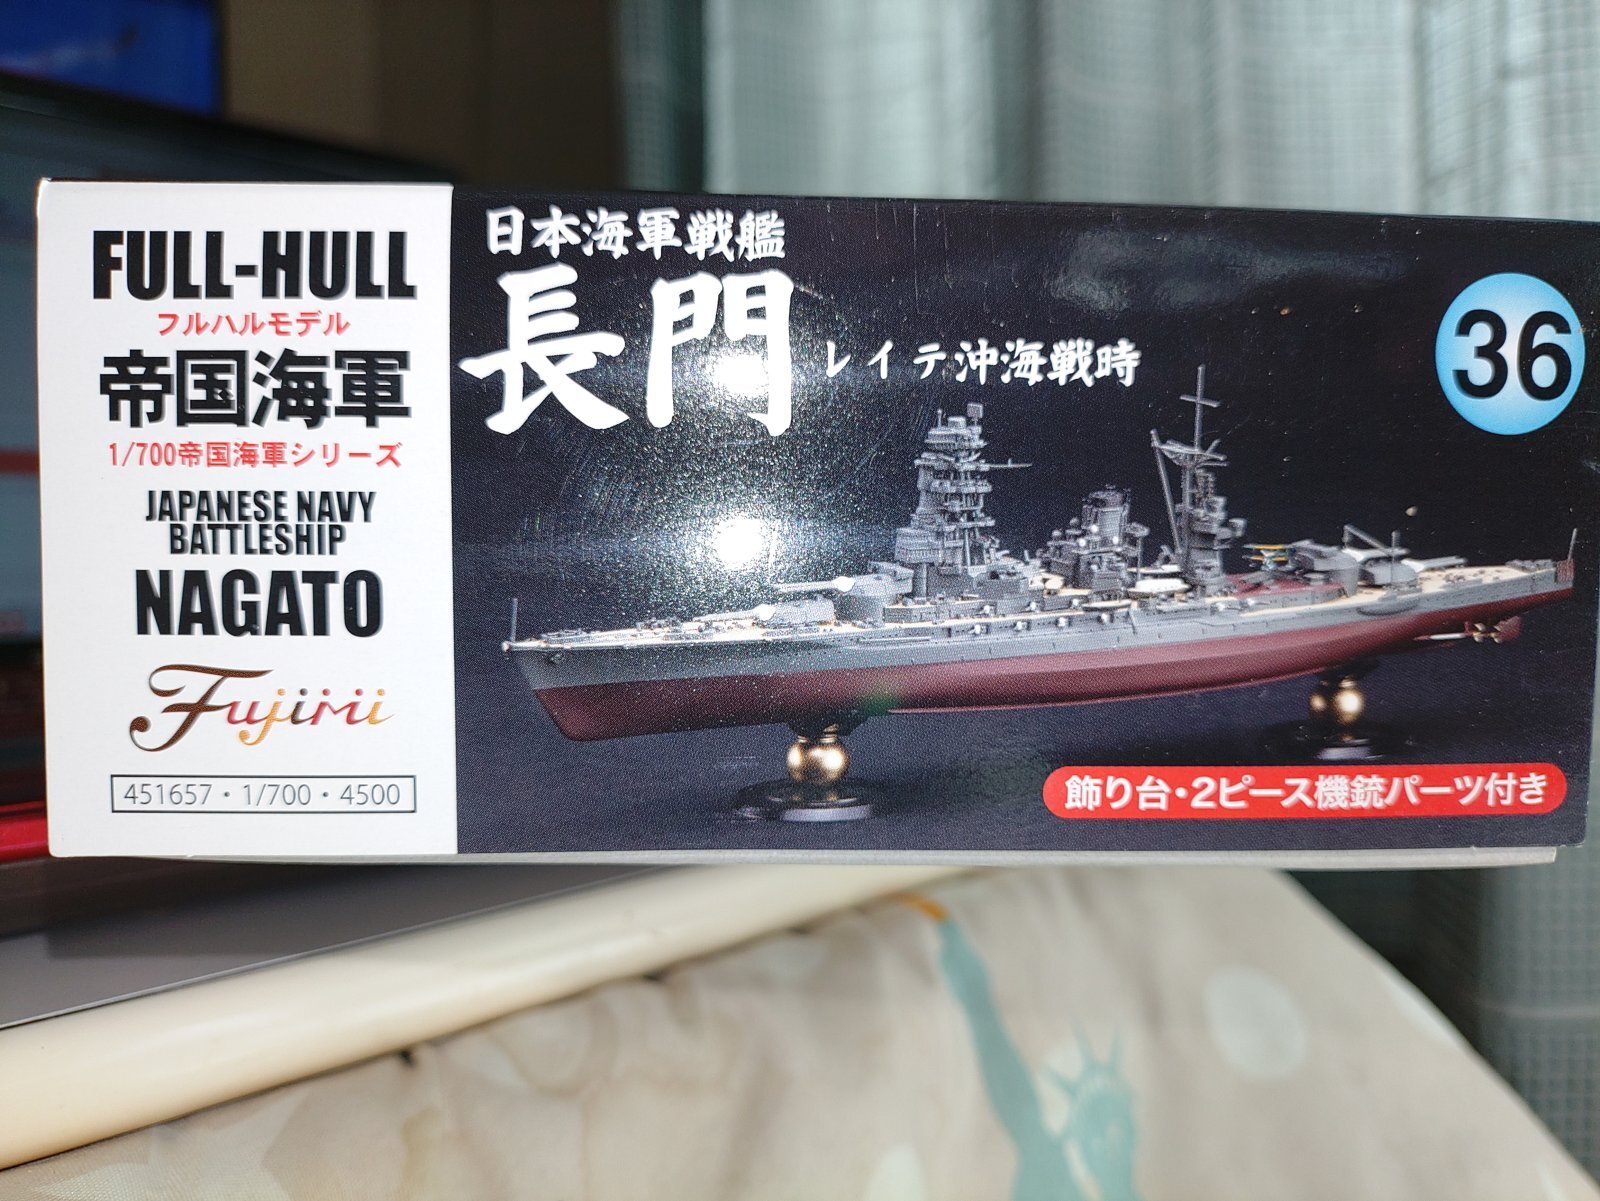 FULL-HULL
フルハルモデル
帝国海軍
1/700帝国海軍シリーズ
JAPANESE NAVY
BATTLESHIP
NAGATO
Fujimi
451657・1/700・4500
日本海軍戦艦
長門
レイテ沖海戦時
36
飾り台・2ピース機銃パーツ付き